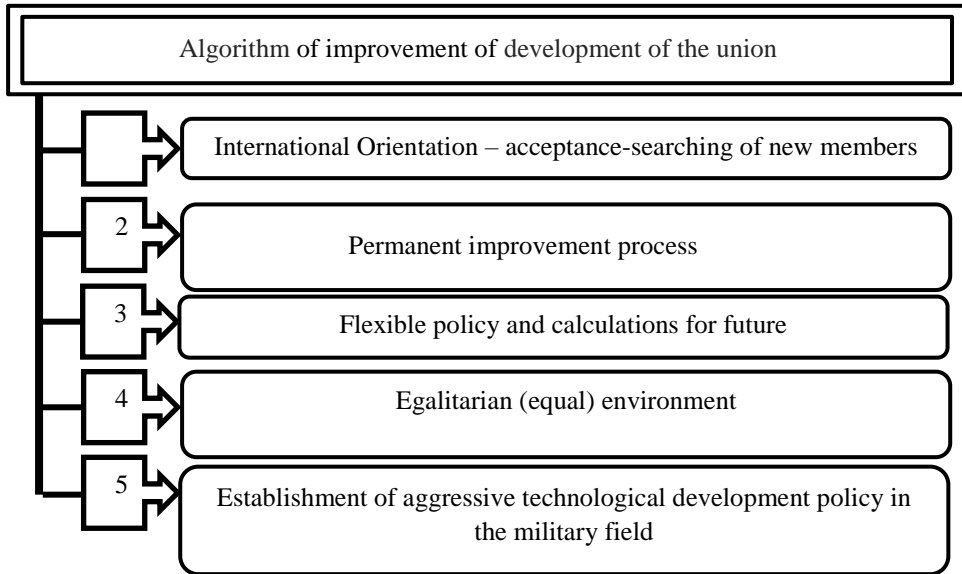 Algorithm of improvement of development of the union
International Orientation – acceptance-searching of new members
2
Permanent improvement process
3
Flexible policy and calculations for future
4
Egalitarian (equal) environment
5
Establishment of aggressive technological development policy in
the military field